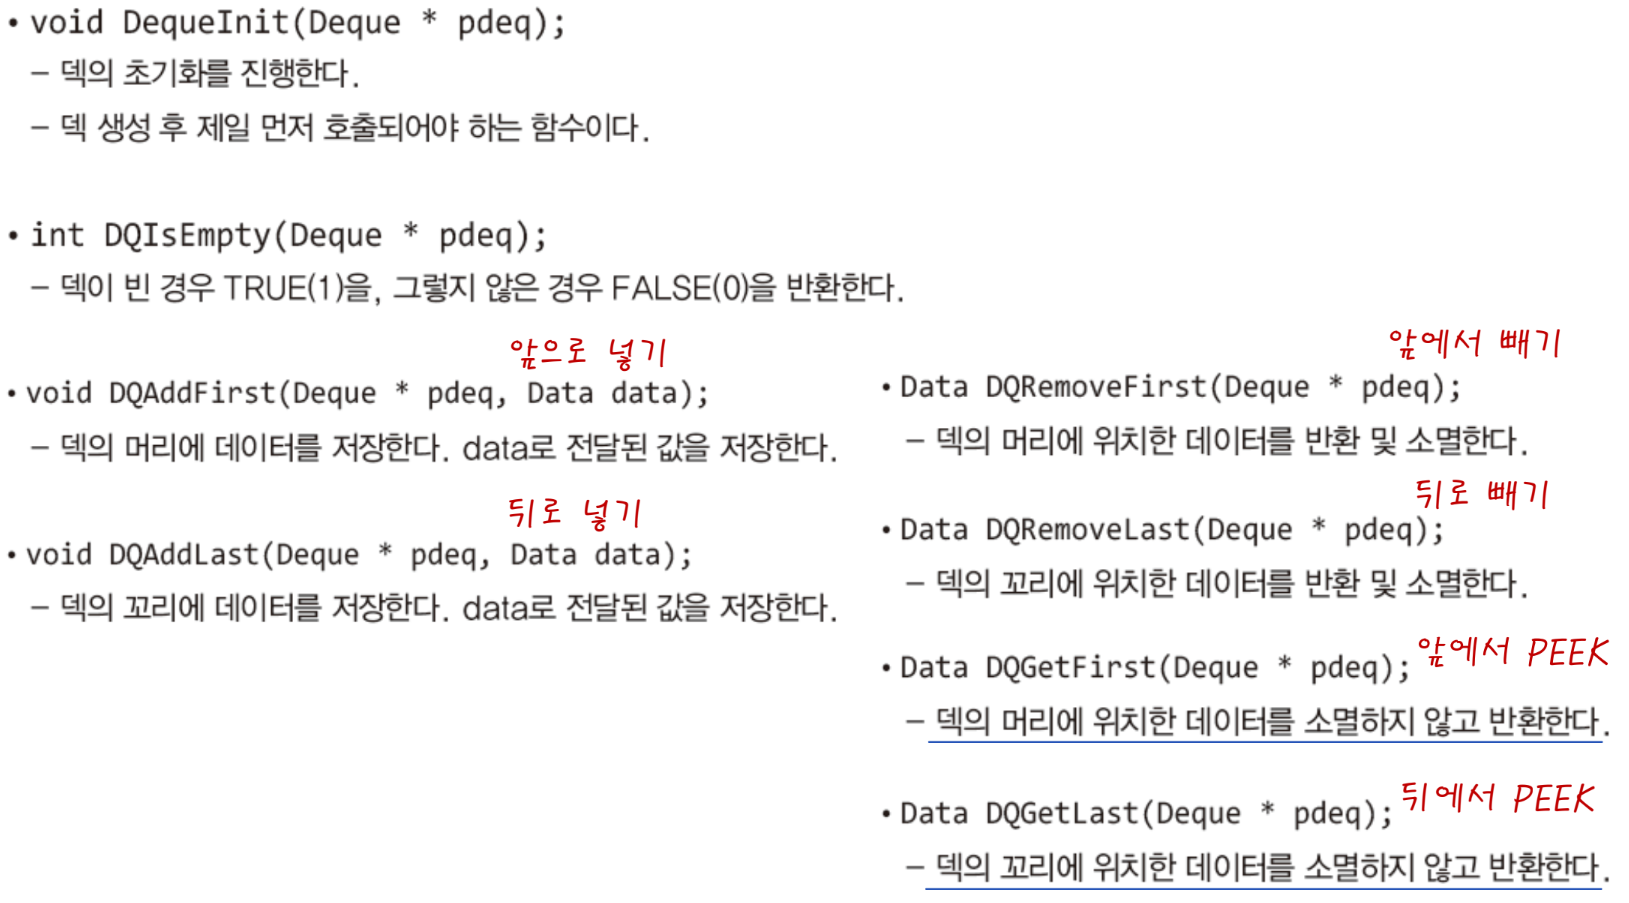 • void DequeInit(Deque * pdeq);
– 덱의 초기화를 진행한다.
– 덱 생성 후 제일 먼저 호출되어야 하는 함수이다.
• int DQIsEmpty(Deque * pdeq);
– 덱이 빈 경우 TRUE(1)을, 그렇지 않은 경우 FALSE(0)을 반환한다.
앞으로 넣기
• void DQAddFirst(Deque * pdeq, Data data);
– 덱의 머리에 데이터를 저장한다. data로 전달된 값을 저장한다.
뒤로 넣기
• void DQAddLast(Deque * pdeq, Data data);
– 덱의 꼬리에 데이터를 저장한다. data로 전달된 값을 저장한다.
앞에서 빼기
• Data DQRemoveFirst(Deque * pdeq);
– 덱의 머리에 위치한 데이터를 반환 및 소멸한다.
뒤로 빼기
• Data DQRemoveLast(Deque * pdeq);
– 덱의 꼬리에 위치한 데이터를 반환 및 소멸한다.
• Data DQGetFirst(Deque * pdeq); 앞에서 PEEK
– 덱의 머리에 위치한 데이터를 소멸하지 않고 반환한다.
• Data DQGetLast(Deque * pdeq); 뒤에서 PEEK
– 덱의 꼬리에 위치한 데이터를 소멸하지 않고 반환한다.